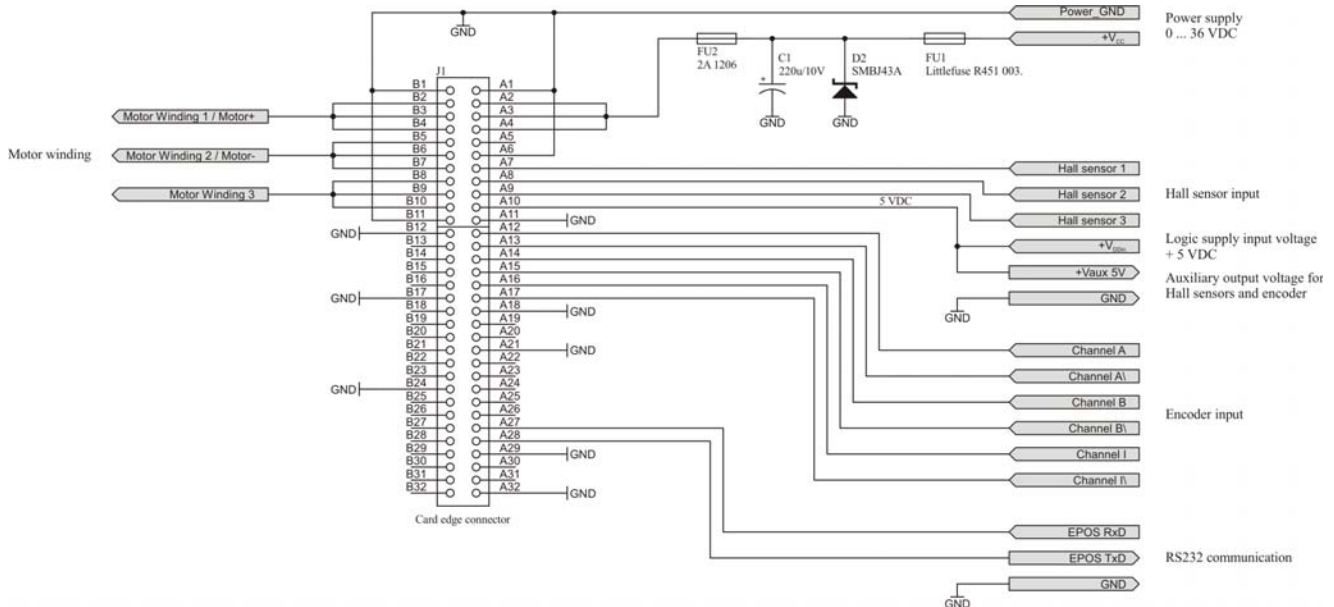 Power_GND
Power supply
0 ... 36 VDC
+Vcc
GND
FU2
2A 1206
C1
220u/10V
+
D2
SMBJ43A
FU1
Littlefuse R451 003.
GND
GND
J1
B1 A1
B2 A2
B3 A3
B4 A4
B5 A5
B6 A6
B7 A7
B8 A8
B9 A9
B10 A10
B11 A11
B12 A12
B13 A13
B14 A14
B15 A15
B16 A16
B17 A17
B18 A18
B19 A19
B20 A20
B21 A21
B22 A22
B23 A23
B24 A24
B25 A25
B26 A26
B27 A27
B28 A28
B29 A29
B30 A30
B31 A31
B32 A32
Card edge connector
Motor winding
Motor Winding 1 / Motor+
Motor Winding 2 / Motor-
Motor Winding 3
GND
GND
GND
GND
GND
GND
GND
GND
5 VDC
Hall sensor 1
Hall sensor 2
Hall sensor 3
Hall sensor input
Logic supply input voltage
+ 5 VDC
+Vaux 5V
Auxiliary output voltage for
Hall sensors and encoder
GND
GND
Channel A
Channel A\
Channel B
Channel B\
Channel I
Channel I\
Encoder input
EPOS RxD
EPOS TxD
RS232 communication
GND
GND